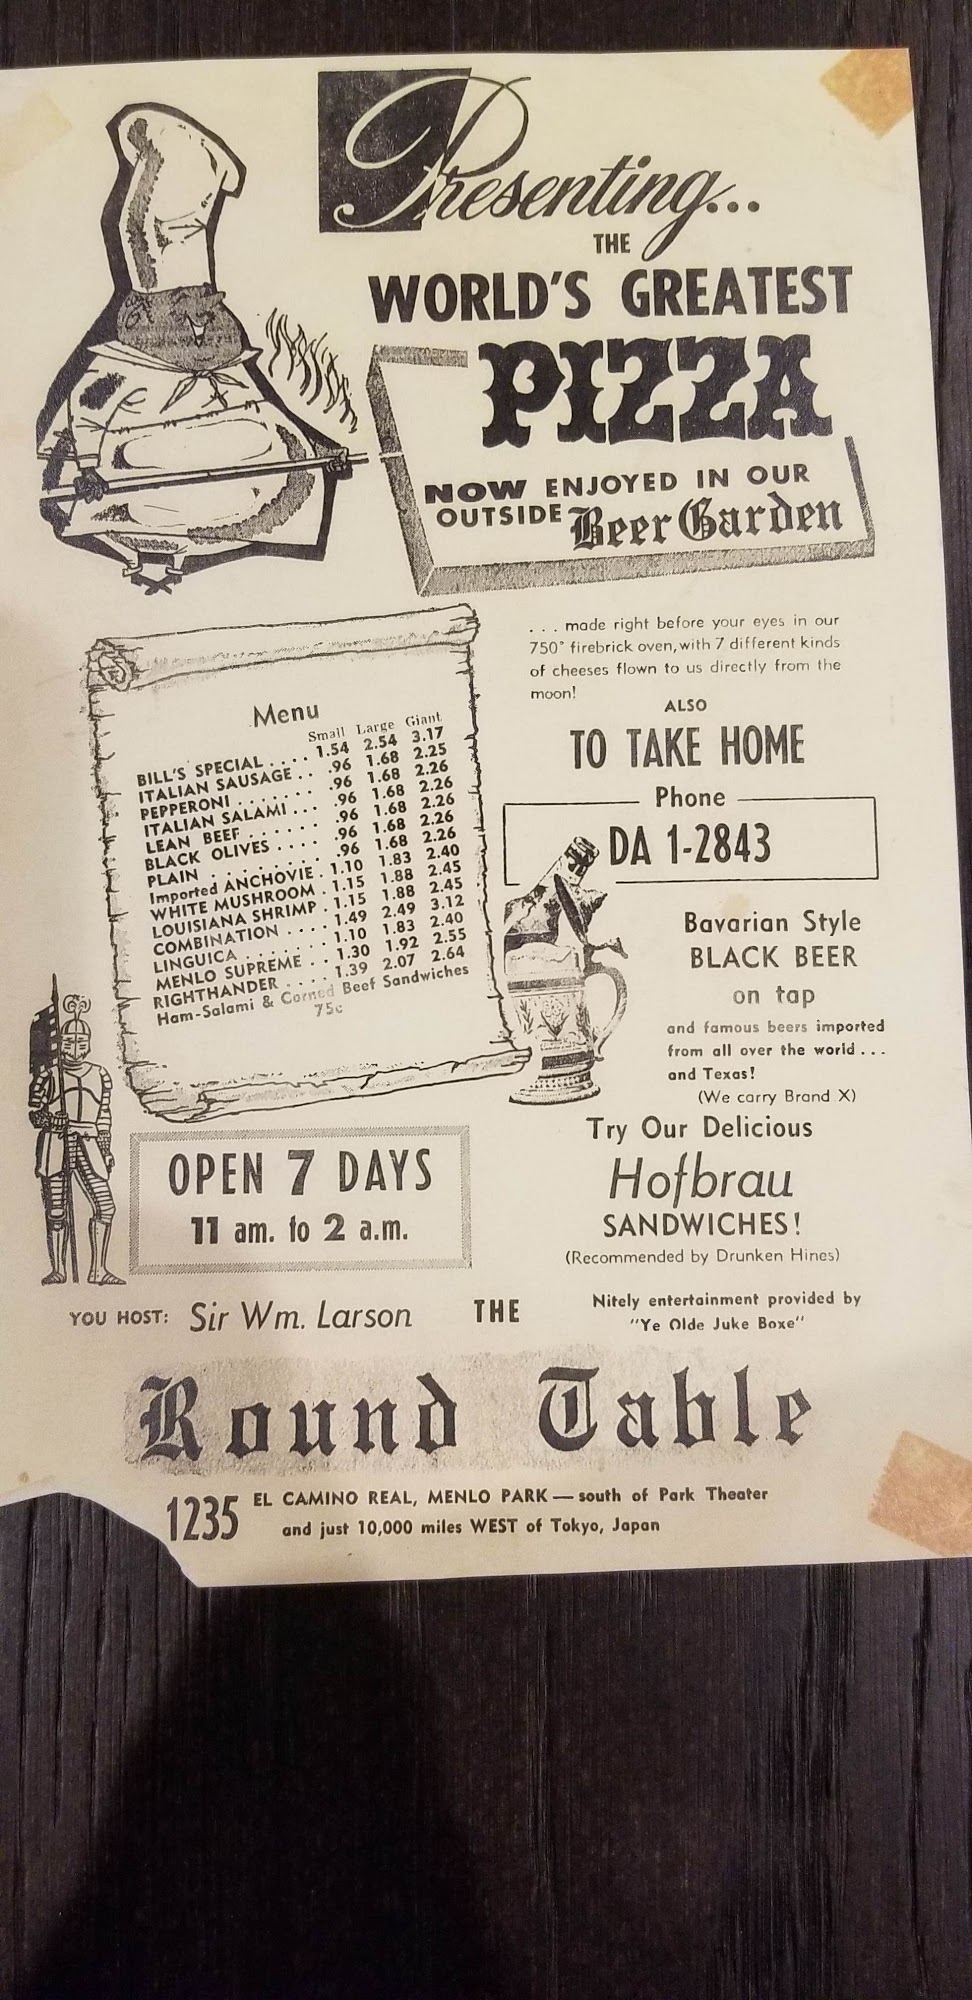 Presenting...
THE
WORLD'S GREATEST
PIZZA
NOW ENJOYED IN OUR
OUTSIDE Beer Garden
... made right before your eyes in our
750° firebrick oven, with 7 different kinds
of cheeses flown to us directly from the
moon!
ALSO
TO TAKE HOME
Phone
DA 1-2843
Menu
Small Large Giant
BILL'S SPECIAL .... 1.54 2.54 3.17
ITALIAN SAUSAGE .. .96 1.68 2.25
PEPPERONI ........ .96 1.68 2.26
ITALIAN SALAMI ... .96 1.68 2.26
LEAN BEEF ...... .96 1.68 2.26
BLACK OLIVES .... .96 1.68 2.26
PLAIN ......... .96 1.68 2.26
Imported ANCHOVIE . 1.10 1.83 2.40
WHITE MUSHROOM . 1.15 1.88 2.45
LOUISIANA SHRIMP . 1.15 1.88 2.45
COMBINATION .... 1.49 2.49 3.12
LINGUICA ....... 1.10 1.83 2.40
MENLO SUPREME .. 1.30 1.92 2.55
RIGHTHANDER .... 1.39 2.07 2.64
Ham-Salami & Corned Beef Sandwiches
75c
Bavarian Style
BLACK BEER
on tap
and famous beers imported
from all over the world...
and Texas!
(We carry Brand X)
Try Our Delicious
Hofbrau
SANDWICHES!
(Recommended by Drunken Hines)
OPEN 7 DAYS
11 am. to 2 a.m.
YOU HOST: Sir Wm. Larson
THE
Nitely entertainment provided by
"Ye Olde Juke Boxe"
Round Table
1235 EL CAMINO REAL, MENLO PARK — south of Park Theater
and just 10,000 miles WEST of Tokyo, Japan